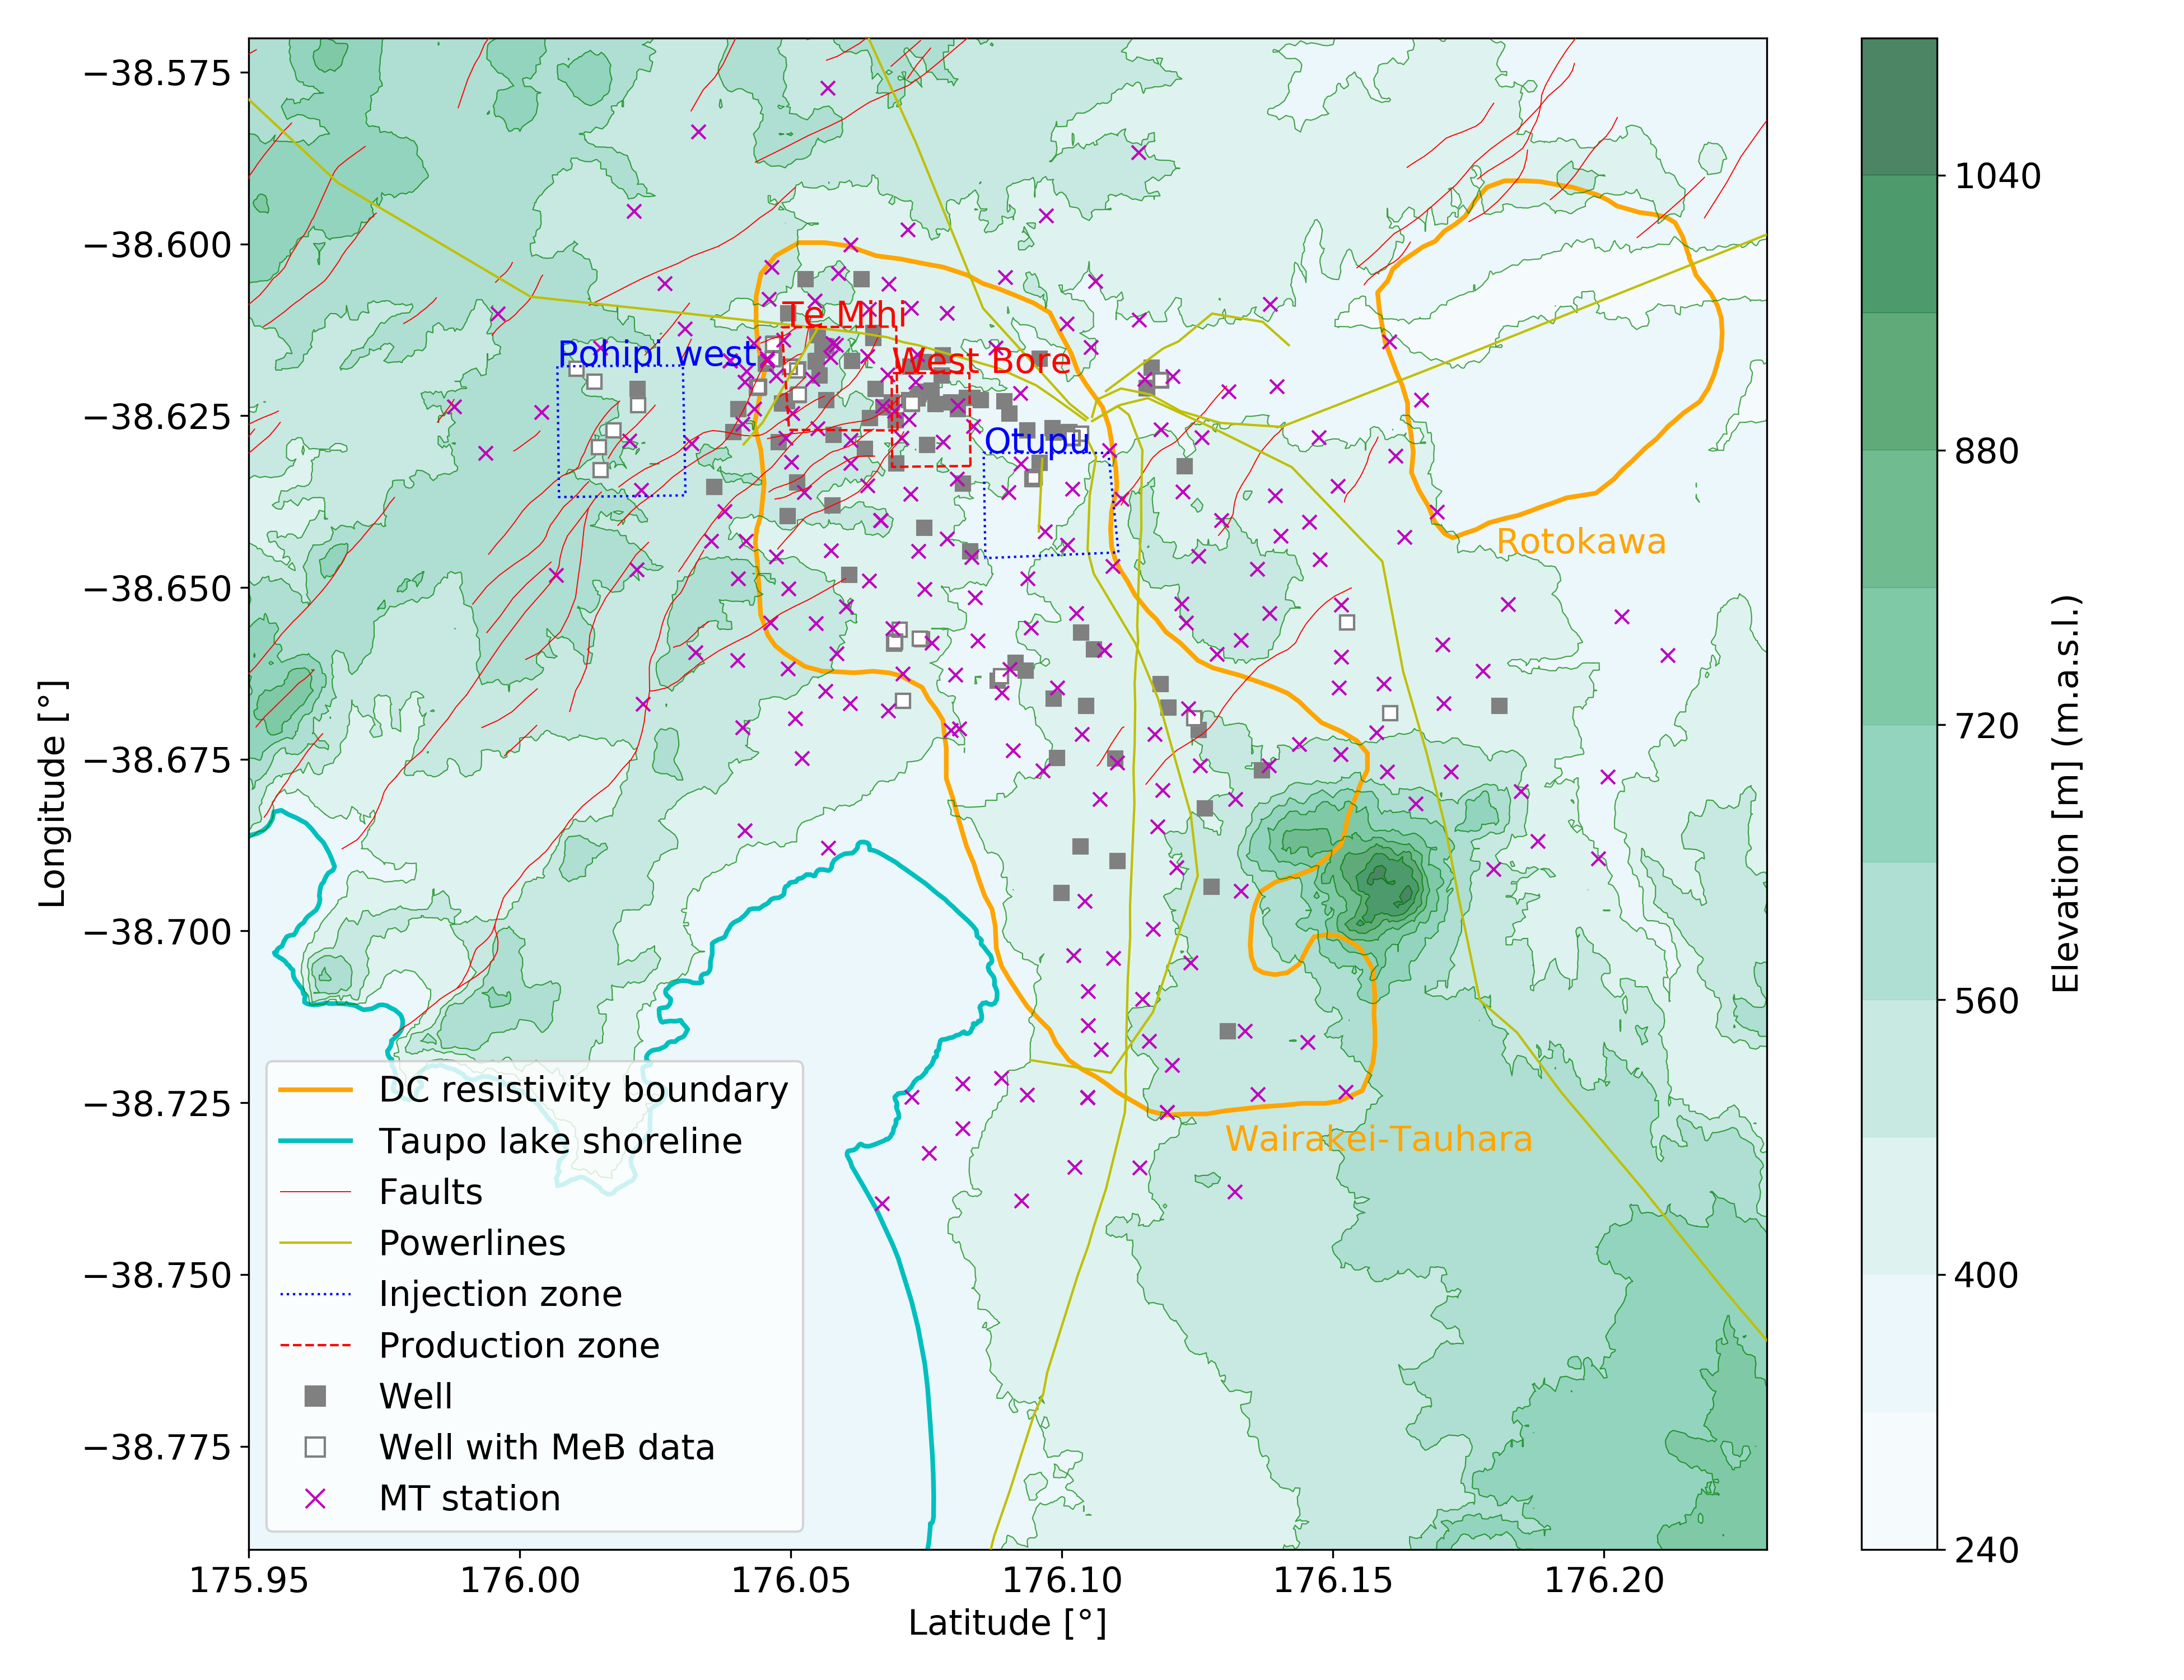 −38.575
−38.600
−38.625
−38.650
−38.675
−38.700
−38.725
−38.750
−38.775
Longitude [°]
175.95
176.00
176.05
176.10
176.15
176.20
Latitude [°]
Te Mihi
Pohipi west
West Bore
Otupu
Rotokawa
Wairakei-Tauhara
DC resistivity boundary
Taupo lake shoreline
Faults
Powerlines
Injection zone
Production zone
Well
Well with MeB data
MT station
1040
880
720
560
400
240
Elevation [m] (m.a.s.l.)